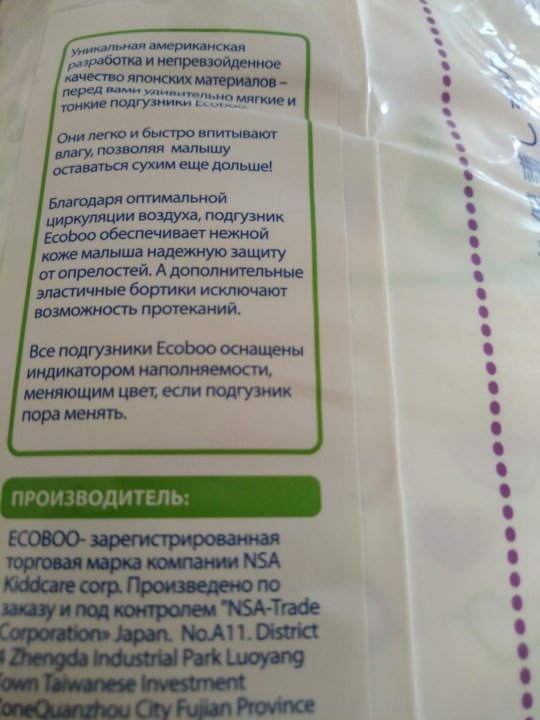 Уникальная американская
разработка и непревзойденное
качество японских материалов –
перед вами удивительно мягкие и
тонкие подгузники Ecoboo.
Они легко и быстро впитывают
влагу, позволяя малышу
оставаться сухим еще дольше!
Благодаря оптимальной
циркуляции воздуха, подгузник
Ecoboo обеспечивает нежной
коже малыша надежную защиту
от опрелостей. А дополнительные
эластичные бортики исключают
возможность протеканий.
Все подгузники Ecoboo оснащены
индикатором наполняемости,
меняющим цвет, если подгузник
пора менять.
ПРОИЗВОДИТЕЛЬ:
ECOBOO- зарегистрированная
торговая марка компании NSA
Kiddcare corp. Произведено по
заказу и под контролем "NSA-Trade
Corporation» Japan. No.A11. District
4 Zhengda Industrial Park Luoyang
Town Taiwanese Investment
ZoneQuanzhou City Fujian Province